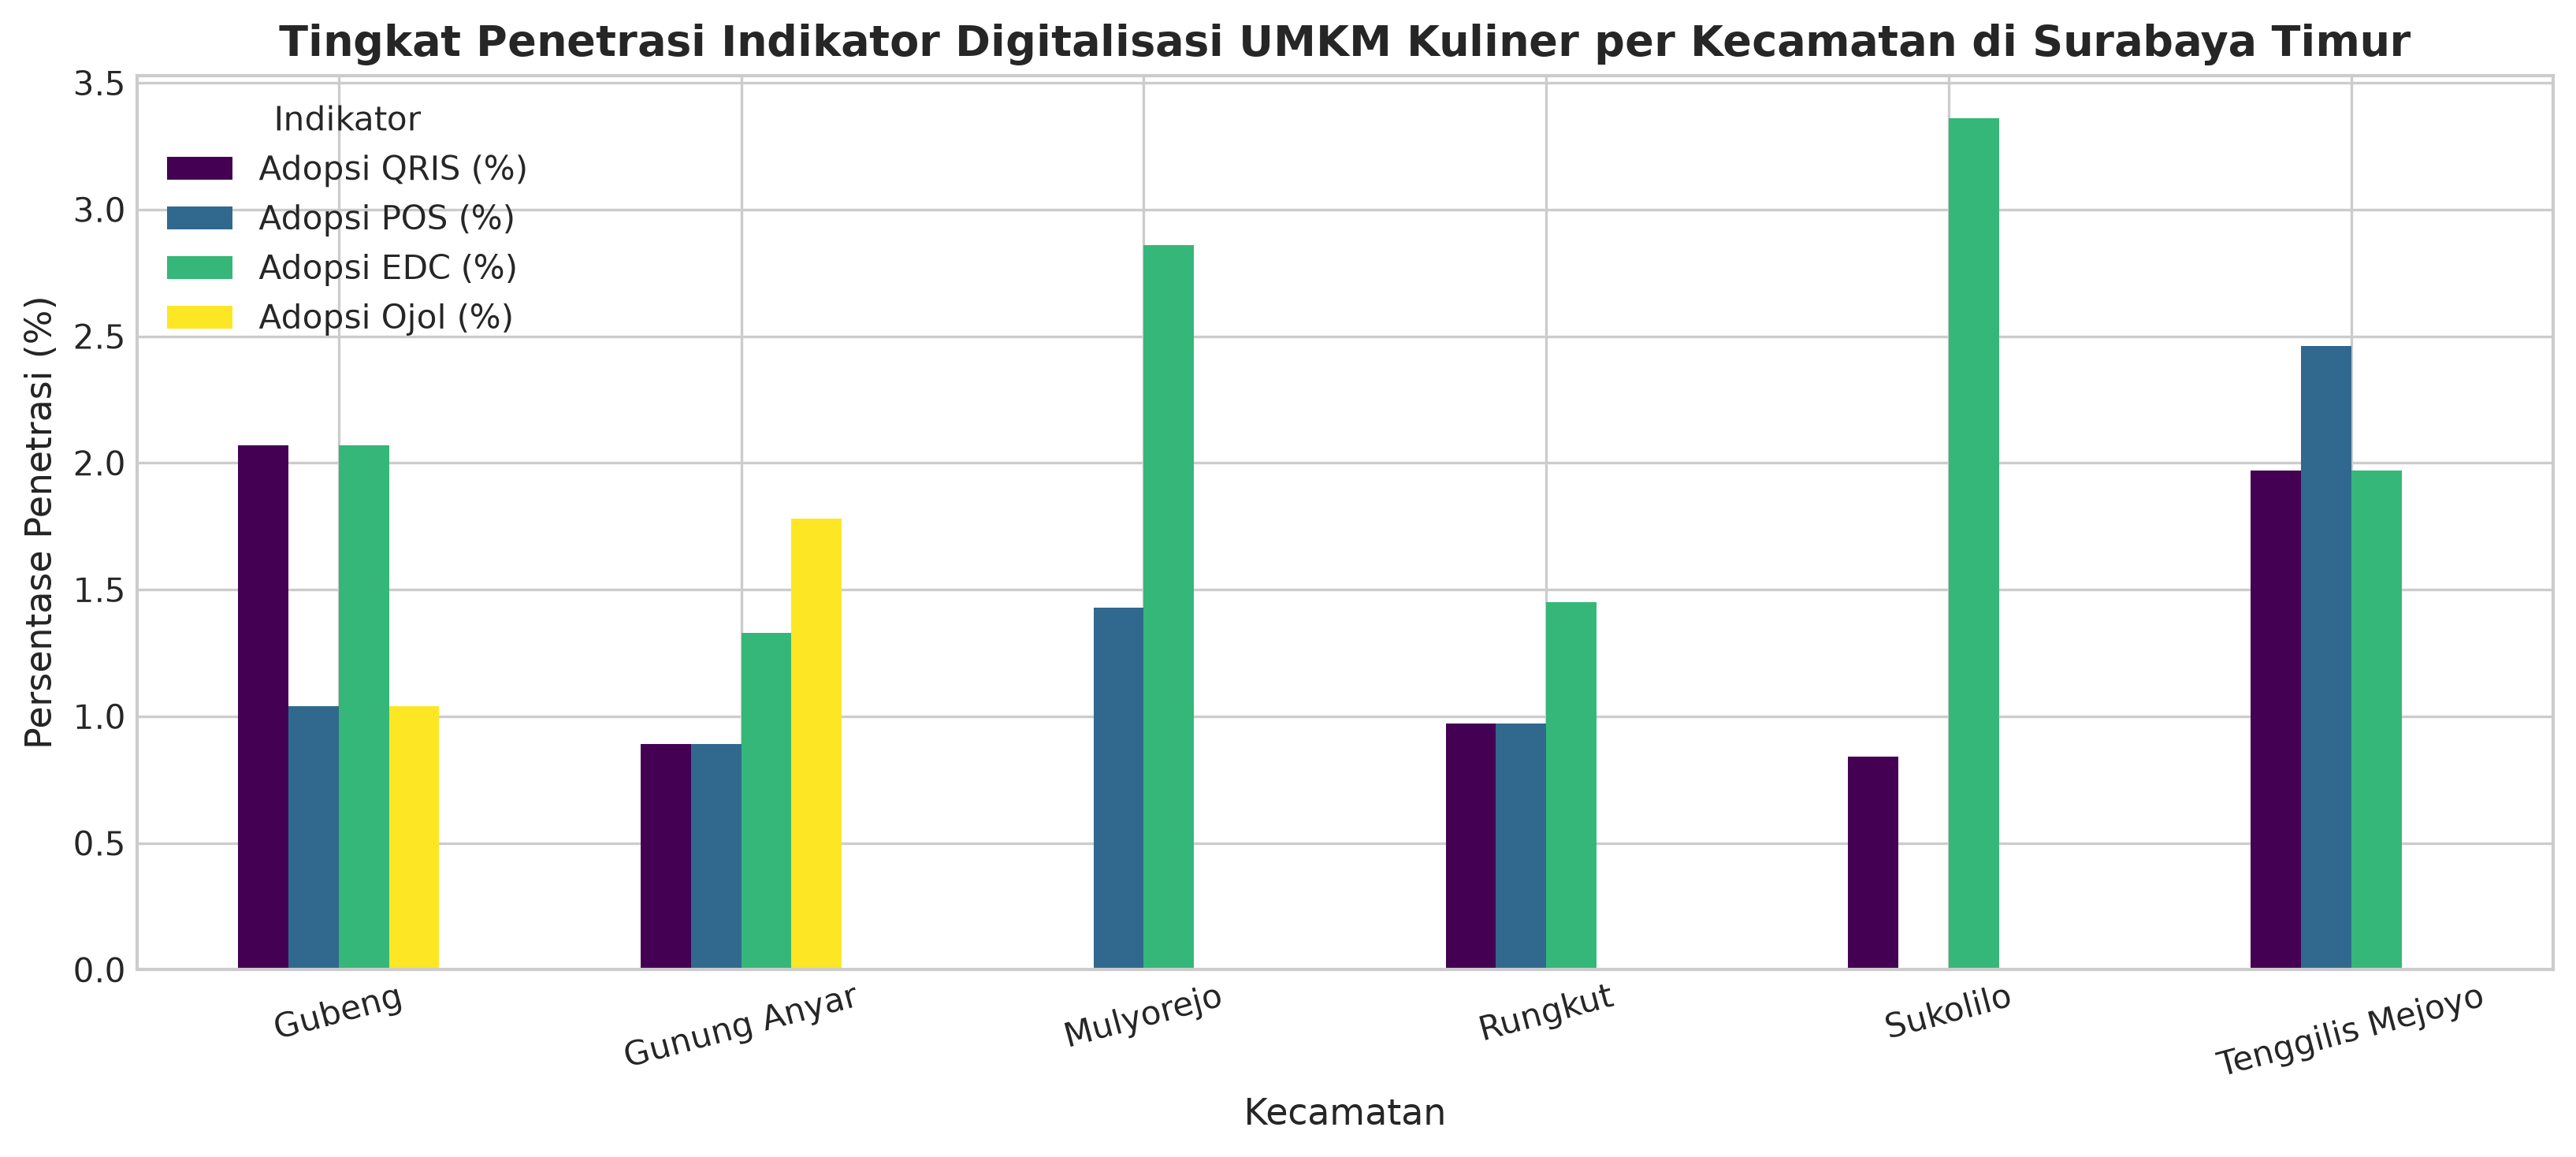 Tingkat Penetrasi Indikator Digitalisasi UMKM Kuliner per Kecamatan di Surabaya Timur
Persentase Penetrasi (%)
3.5
3.0
2.5
2.0
1.5
1.0
0.5
0.0
Indikator
Adopsi QRIS (%)
Adopsi POS (%)
Adopsi EDC (%)
Adopsi Ojol (%)
Gubeng
Gunung Anyar
Mulyorejo
Rungkut
Sukolilo
Tenggilis Mejoyo
Kecamatan